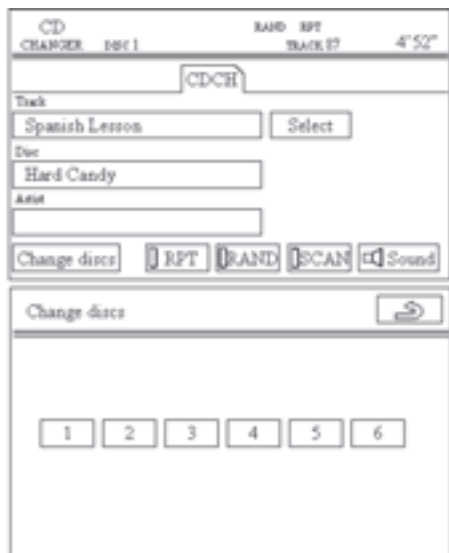 CD RAND RPT
CHANGER DISC 1 TRACK 87 4'52"
CDCH
Track
Spanish Lesson Select
Disc
Hard Candy
Artist
Change discs RPT RAND SCAN Sound
Change discs
1 2 3 4 5 6